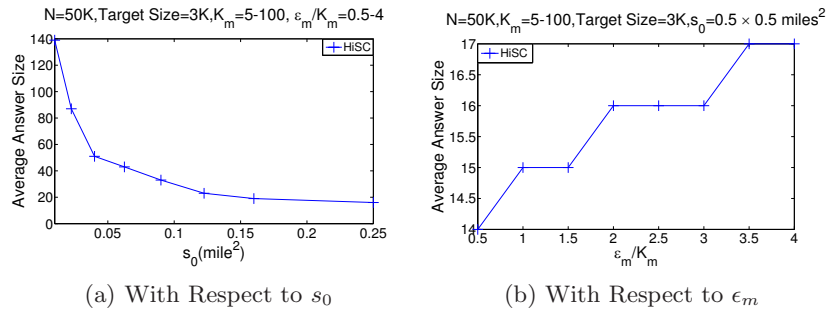 N=50K,Target Size=3K,K_m=5-100, ε_m/K_m=0.5-4
HiSC
Average Answer Size
140
120
100
80
60
40
20
0
0.05
0.1
0.15
0.2
0.25
s_0(mile^2)
(a) With Respect to s_0
N=50K,K_m=5-100,Target Size=3K,s_0=0.5 × 0.5 miles^2
HiSC
Average Answer Size
17
16.5
16
15.5
15
14.5
14
0.5
1
1.5
2
2.5
3
3.5
4
ε_m/K_m
(b) With Respect to ϵ_m